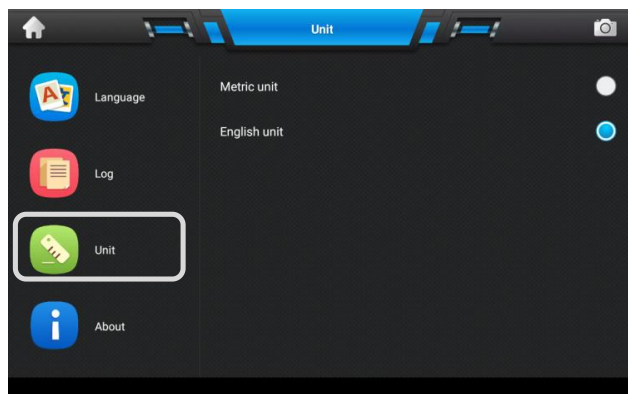 Unit
Language
Log
Unit
About
Metric unit
English unit